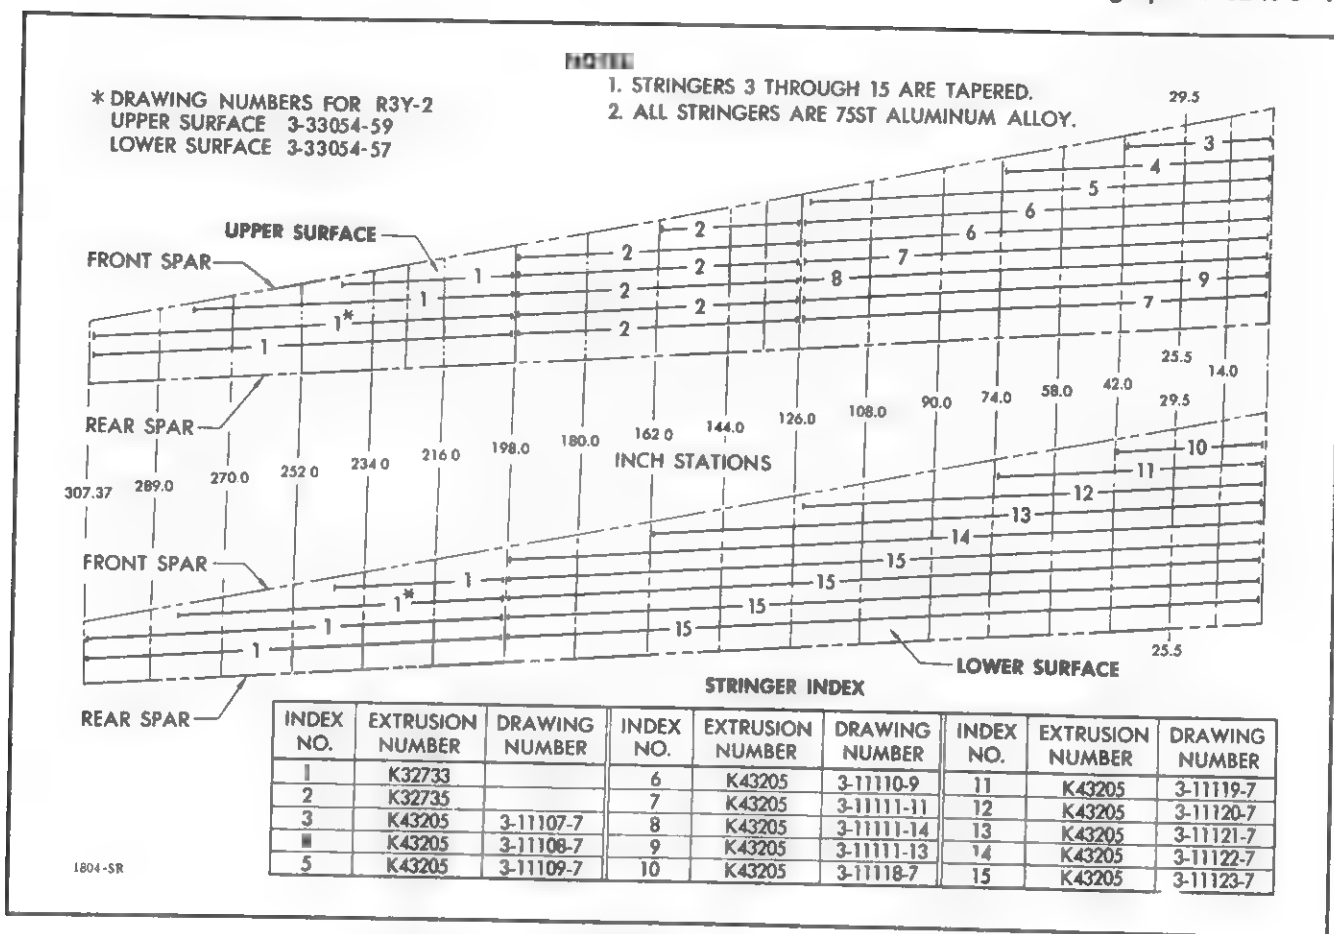 NOTES
1. STRINGERS 3 THROUGH 15 ARE TAPERED.
2. ALL STRINGERS ARE 75ST ALUMINUM ALLOY.
* DRAWING NUMBERS FOR R3Y-2
UPPER SURFACE 3-33054-59
LOWER SURFACE 3-33054-57
29.5
3
4
5
6
6
7
8
9
7
UPPER SURFACE
FRONT SPAR
2
2
2
2
2
2
1
1
1*
1
REAR SPAR
25.5
14.0
307.37 289.0 270.0 252 0 234 0 216 0 198.0 180.0 162 0 144.0 126.0 108.0 90.0 74.0 58.0 42.0 29.5
INCH STATIONS
10
11
12
13
14
15
15
15
15
FRONT SPAR
1
1*
1
1
REAR SPAR
LOWER SURFACE
25.5
STRINGER INDEX
INDEX NO. EXTRUSION NUMBER DRAWING NUMBER INDEX NO. EXTRUSION NUMBER DRAWING NUMBER INDEX NO. EXTRUSION NUMBER DRAWING NUMBER
1 K32733 6 K43205 3-11110-9 11 K43205 3-11119-7
2 K32735 7 K43205 3-11111-11 12 K43205 3-11120-7
3 K43205 3-11107-7 8 K43205 3-11111-14 13 K43205 3-11121-7
K43205 3-11108-7 9 K43205 3-11111-13 14 K43205 3-11122-7
5 K43205 3-11109-7 10 K43205 3-11118-7 15 K43205 3-11123-7
1804-SR